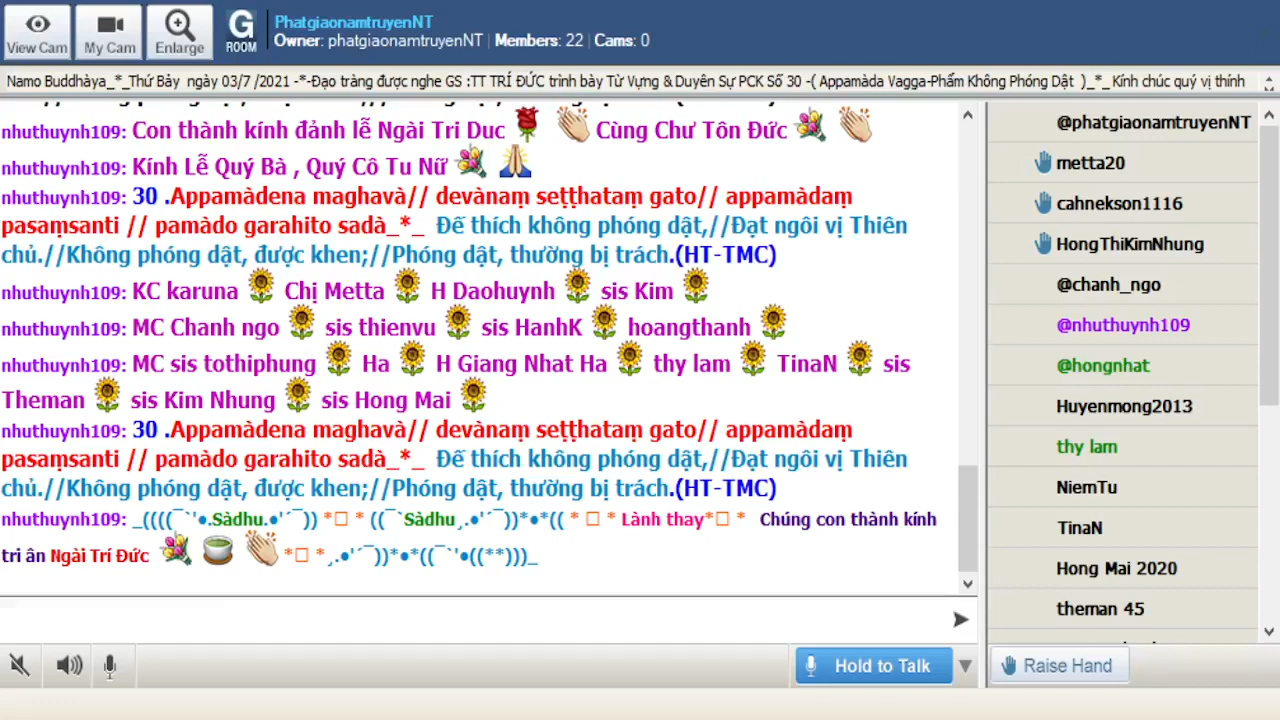 View Cam
My Cam
Enlarge
G
ROOM
PhatgiaonamtruyenNT
Owner: phatgiaonamtruyenNT | Members: 22 | Cams: 0
Namo Buddhàya_*_Thứ Bảy ngày 03/7 /2021 -*-Đạo tràng được nghe GS :TT TRÍ ĐỨC trình bày Từ Vựng & Duyên Sự PCK Số 30 -( Appamàda Vagga-Phẩm Không Phóng Dật )_*_ Kính chúc quý vị thính
nhuthuynh109: Con thành kính đảnh lễ Ngài Tri Duc 🌹 👏 Cùng Chư Tôn Đức 💐 👏
nhuthuynh109: Kính Lễ Quý Bà , Quý Cô Tu Nữ 💐 🙏
nhuthuynh109: 30 .Appamàdena maghavà// devànaṃ seṭṭhataṃ gato// appamàdaṃ
pasaṃsanti // pamàdo garahito sadà_*_ Đế thích không phóng dật,//Đạt ngôi vị Thiên
chủ.//Không phóng dật, được khen;//Phóng dật, thường bị trách.(HT-TMC)
nhuthuynh109: KC karuna 🌻 Chị Metta 🌻 H Daohuynh 🌻 sis Kim 🌻
nhuthuynh109: MC Chanh ngo 🌻 sis thienvu 🌻 sis HanhK 🌻 hoangthanh 🌻
nhuthuynh109: MC sis tothiphung 🌻 Ha 🌻 H Giang Nhat Ha 🌻 thy lam 🌻 TinaN 🌻 sis
Theman 🌻 sis Kim Nhung 🌻 sis Hong Mai 🌻
nhuthuynh109: 30 .Appamàdena maghavà// devànaṃ seṭṭhataṃ gato// appamàdaṃ
pasaṃsanti // pamàdo garahito sadà_*_ Đế thích không phóng dật,//Đạt ngôi vị Thiên
chủ.//Không phóng dật, được khen;//Phóng dật, thường bị trách.(HT-TMC)
nhuthuynh109: _((((¯`'•.Sàdhu.•'´¯)) *▯ * ((¯`Sàdhu¸.•'´¯))*•*(( * ▯ * Lành thay*▯ * Chúng con thành kính
tri ân Ngài Trí Đức 💐 🍵 👏 *▯ *¸.•'´¯))*•*((¯`'•((**)))_
Hold to Talk
@phatgiaonamtruyenNT
metta20
cahnekson1116
HongThiKimNhung
@chanh_ngo
@nhuthuynh109
@hongnhat
Huyenmong2013
thy lam
NiemTu
TinaN
Hong Mai 2020
theman 45
Raise Hand